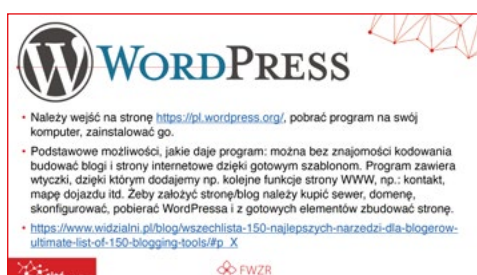 WORDPRESS
• Należy wejść na stronę https://pl.wordpress.org/, pobrać program na swój
komputer, zainstalować go.
• Podstawowe możliwości, jakie daje program: można bez znajomości kodowania
budować blogi i strony internetowe dzięki gotowym szablonom. Program zawiera
wtyczki, dzięki którym dodajemy np. kolejne funkcje strony WWW, np.: kontakt,
mapę dojazdu itd. Żeby założyć stronę/blog należy kupić sewer, domenę,
skonfigurować, pobierać WordPressa i z gotowych elementów zbudować stronę.
• https://www.widzialni.pl/blog/wszechlista-150-najlepszych-narzedzi-dla-blogerow-
ultimate-list-of-150-blogging-tools/#p_X
FWZR